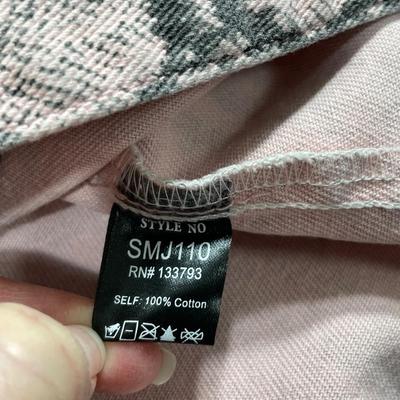 STYLE NO
SMJ110
RN# 133793
SELF: 100% Cotton